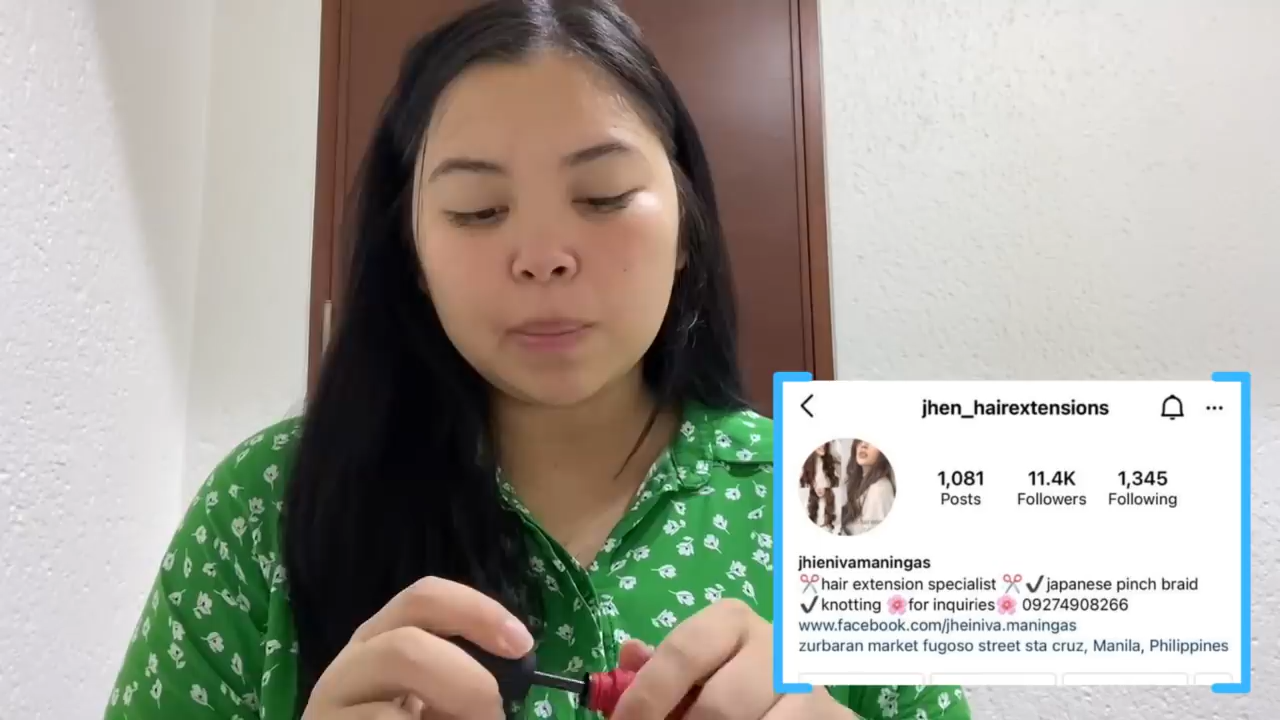 jhen_hairextensions
1,081 11.4K 1,345
Posts Followers Following
jhienivamaningas
✂️hair extension specialist ✂️ ✔japanese pinch braid
✔knotting 🌸for inquiries🌸 09274908266
www.facebook.com/jheiniva.maningas
zurbaran market fugoso street sta cruz, Manila, Philippines